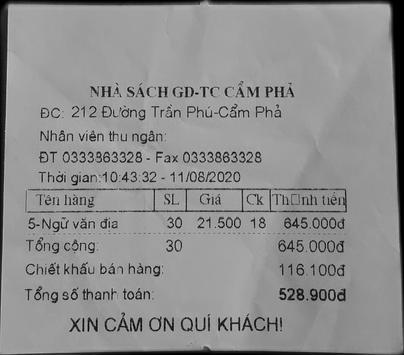 NHÀ SÁCH GD-TC CẨM PHẢ
ĐC: 212 Đường Trần Phú-Cẩm Phả
Nhân viên thu ngân:
ĐT 0333863328 - Fax 0333863328
Thời gian:10:43:32 - 11/08/2020
Tên hàng SL Giá Ck Th□nh tiền
5-Ngữ văn địa 30 21.500 18 645.000đ
Tổng cộng: 30 645.000đ
Chiết khấu bán hàng: 116.100đ
Tổng số thanh toán: 528.900đ
XIN CẢM ƠN QUÍ KHÁCH!